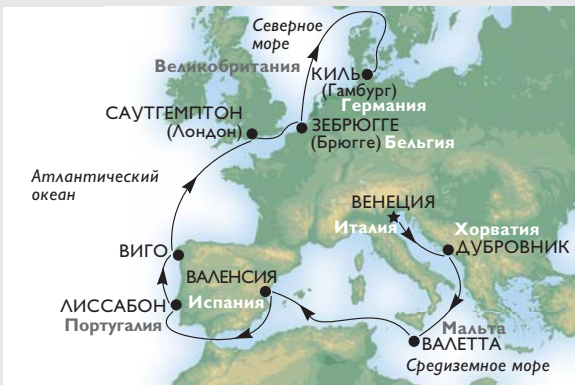 Северное
море
Великобритания
КИЛЬ
(Гамбург)
Германия
САУТГЕМПТОН
(Лондон)
ЗЕБРЮГГЕ
(Брюгге) Бельгия
Атлантический
океан
ВЕНЕЦИЯ
Италия
Хорватия
ДУБРОВНИК
ВИГО
ВАЛЕНСИЯ
Испания
ЛИССАБОН
Португалия
Мальта
ВАЛЕТТА
Средиземное море